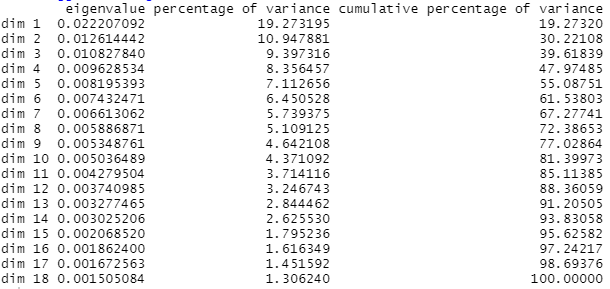 eigenvalue percentage of variance cumulative percentage of variance
dim 1 0.022207092 19.273195 19.27320
dim 2 0.012614442 10.947881 30.22108
dim 3 0.010827840 9.397316 39.61839
dim 4 0.009628534 8.356457 47.97485
dim 5 0.008195393 7.112656 55.08751
dim 6 0.007432471 6.450528 61.53803
dim 7 0.006613062 5.739375 67.27741
dim 8 0.005886871 5.109125 72.38653
dim 9 0.005348761 4.642108 77.02864
dim 10 0.005036489 4.371092 81.39973
dim 11 0.004279504 3.714116 85.11385
dim 12 0.003740985 3.246743 88.36059
dim 13 0.003277465 2.844462 91.20505
dim 14 0.003025206 2.625530 93.83058
dim 15 0.002068520 1.795236 95.62582
dim 16 0.001862400 1.616349 97.24217
dim 17 0.001672563 1.451592 98.69376
dim 18 0.001505084 1.306240 100.00000